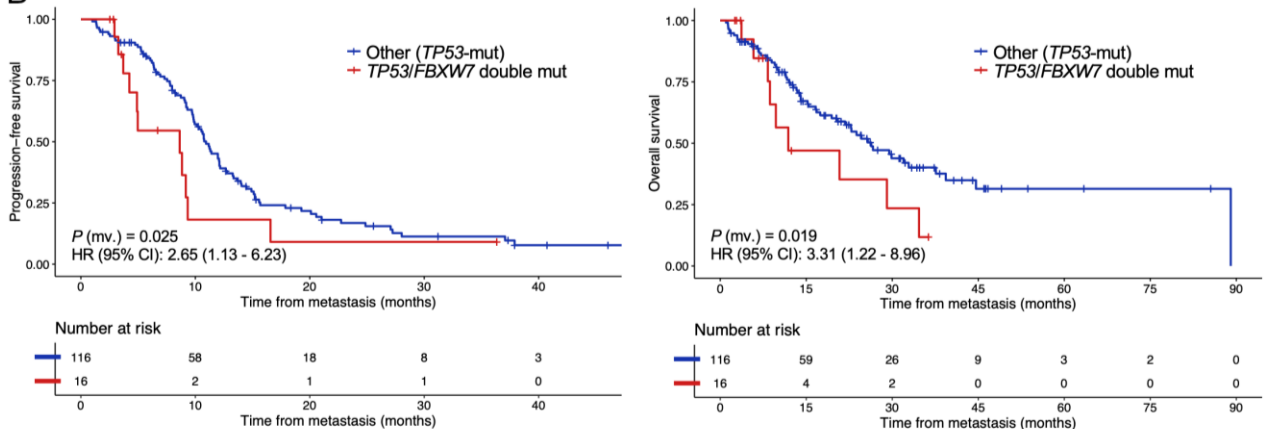 1.00
0.75
0.50
0.25
0.00
Progression−free survival
Other (TP53-mut)
TP53/FBXW7 double mut
P (mv.) = 0.025
HR (95% CI): 2.65 (1.13 - 6.23)
0 10 20 30 40
Time from metastasis (months)
Number at risk
116 58 18 8 3
16 2 1 1 0
0 10 20 30 40
Time from metastasis (months)
1.00
0.75
0.50
0.25
0.00
Overall survival
Other (TP53-mut)
TP53/FBXW7 double mut
P (mv.) = 0.019
HR (95% CI): 3.31 (1.22 - 8.96)
0 15 30 45 60 75 90
Time from metastasis (months)
Number at risk
116 59 26 9 3 2 0
16 4 2 0 0 0 0
0 15 30 45 60 75 90
Time from metastasis (months)